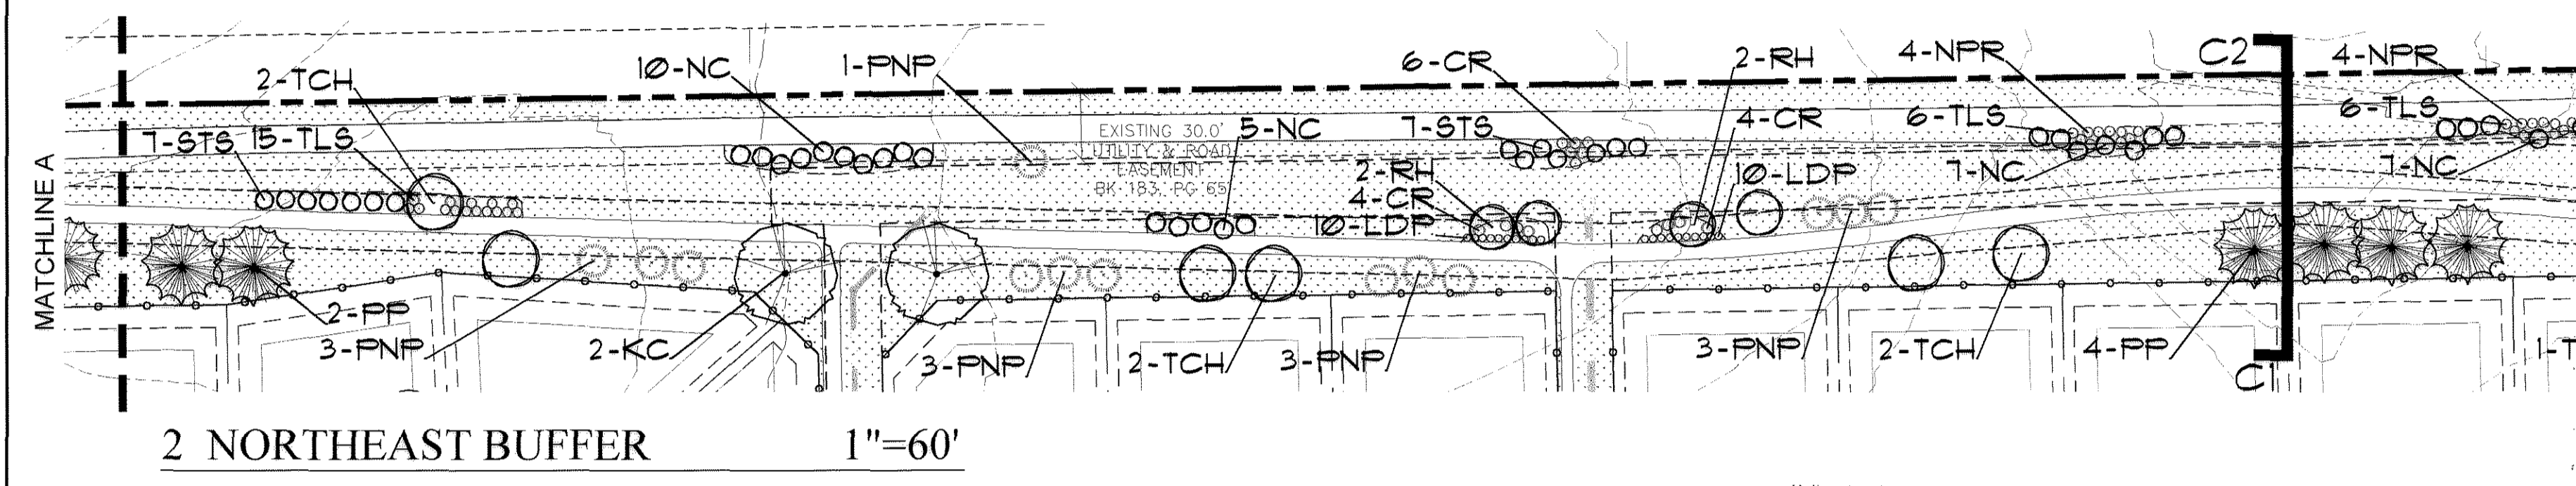 MATCHLINE A
2-TCH
7-STS 15-TLS
10-NC
1-PNP
EXISTING 30.0'
UTILITY & ROAD
EASEMENT
BK 183, PG 65
5-NC
6-CR
7-STS
2-RH
4-CR
10-LDP
2-RH
4-CR
10-LDP
4-NPR
6-TLS
7-NC
C2
4-NPR
6-TLS
7-NC
2-PP
3-PNP
2-KC
3-PNP
2-TCH
3-PNP
3-PNP
2-TCH
4-PP
C1
1-T
2 NORTHEAST BUFFER 1"=60'